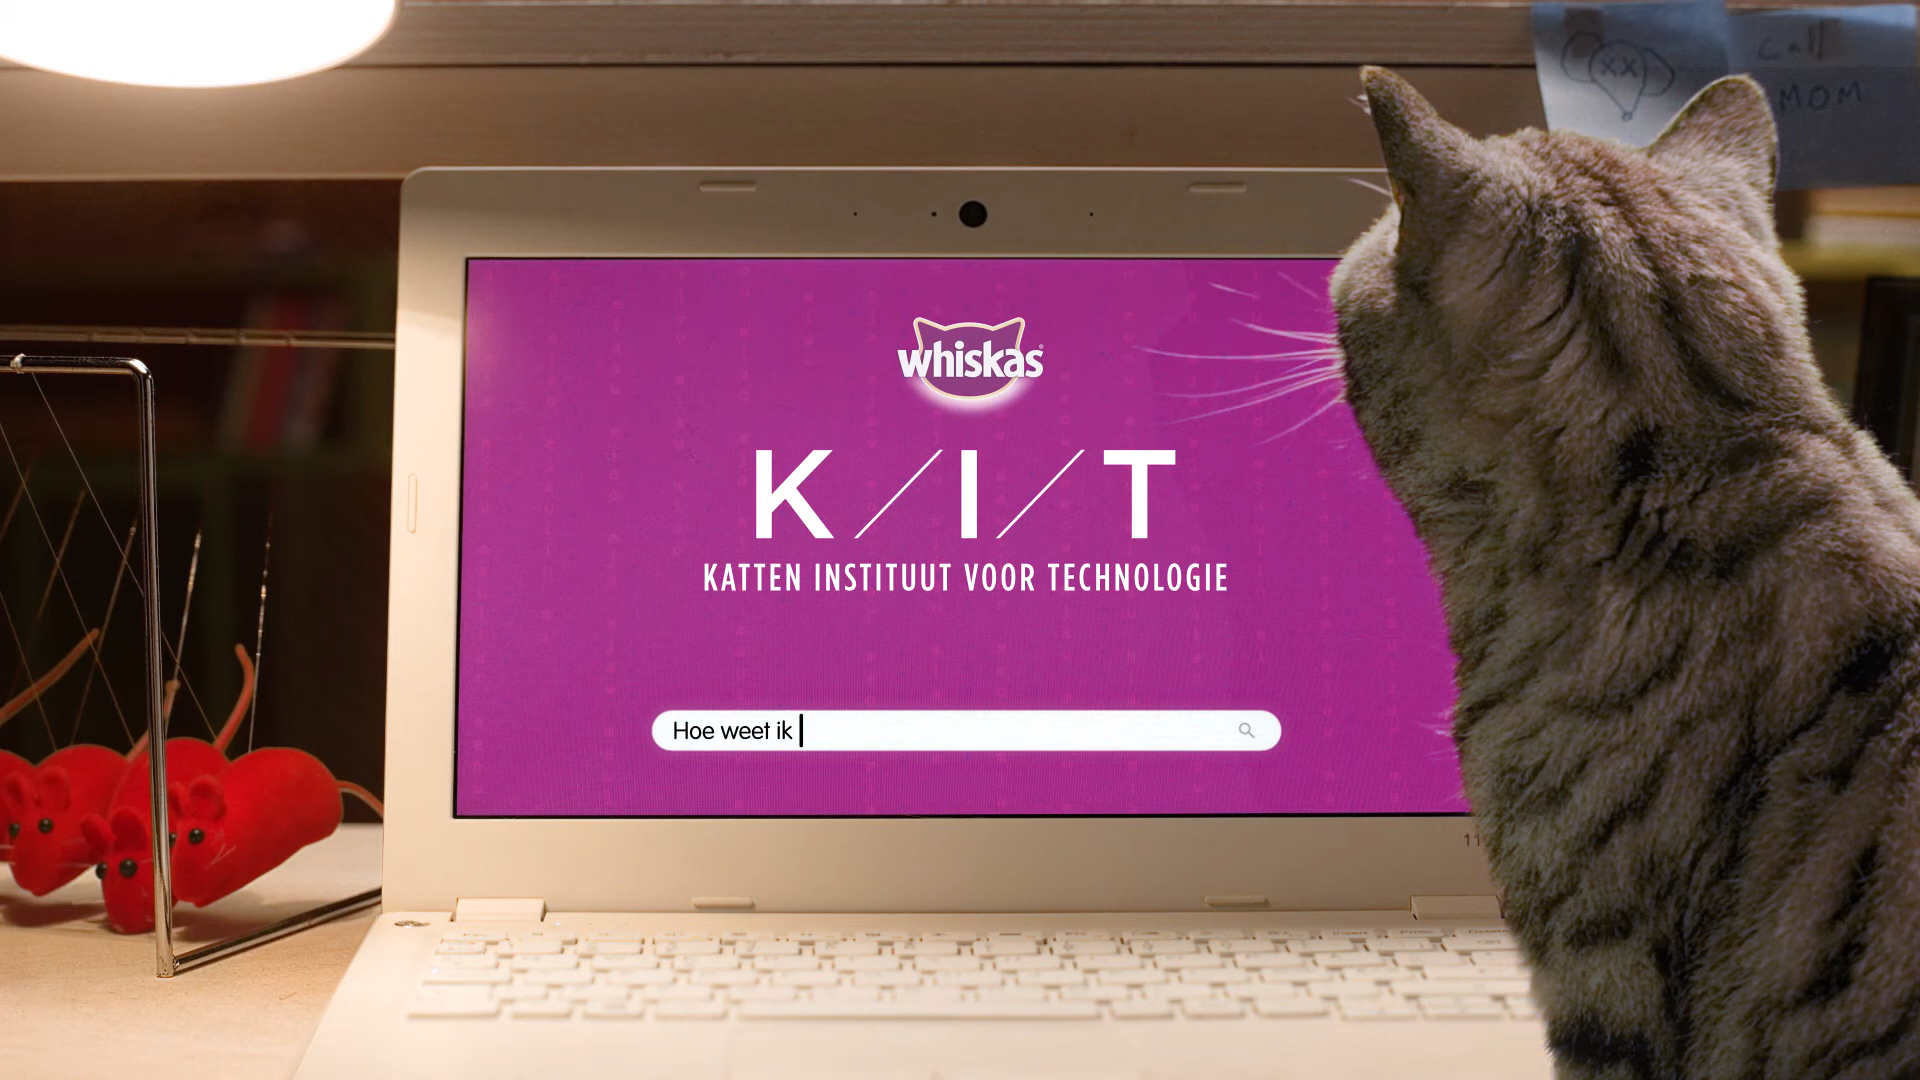 call
MOM
whiskas
K/I/T
KATTEN INSTITUUT VOOR TECHNOLOGIE
Hoe weet ik